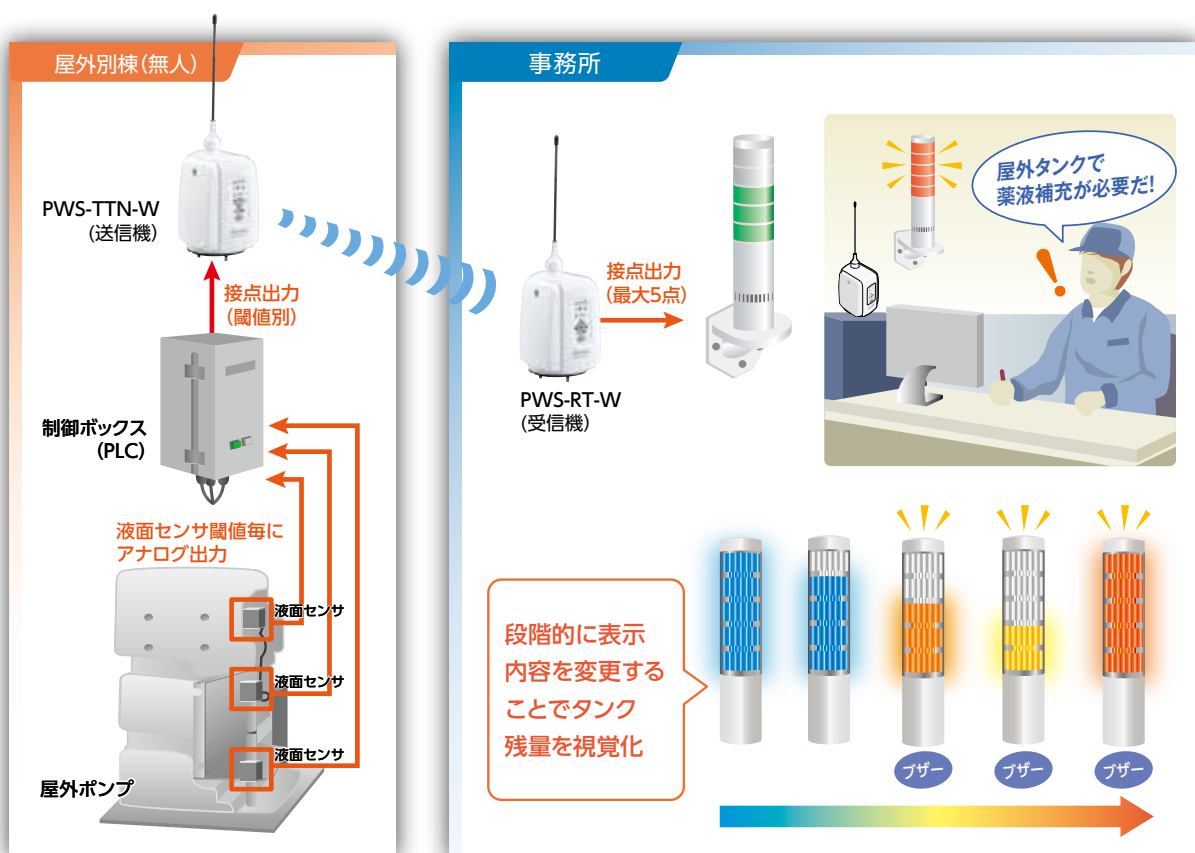 屋外別棟(無人)
PWS-TTN-W
(送信機)
接点出力
(閾値別)
制御ボックス
(PLC)
液面センサ閾値毎に
アナログ出力
液面センサ
液面センサ
液面センサ
屋外ポンプ
事務所
PWS-RT-W
(受信機)
接点出力
(最大5点)
屋外タンクで
薬液補充が必要だ!
段階的に表示
内容を変更する
ことでタンク
残量を視覚化
ブザー
ブザー
ブザー